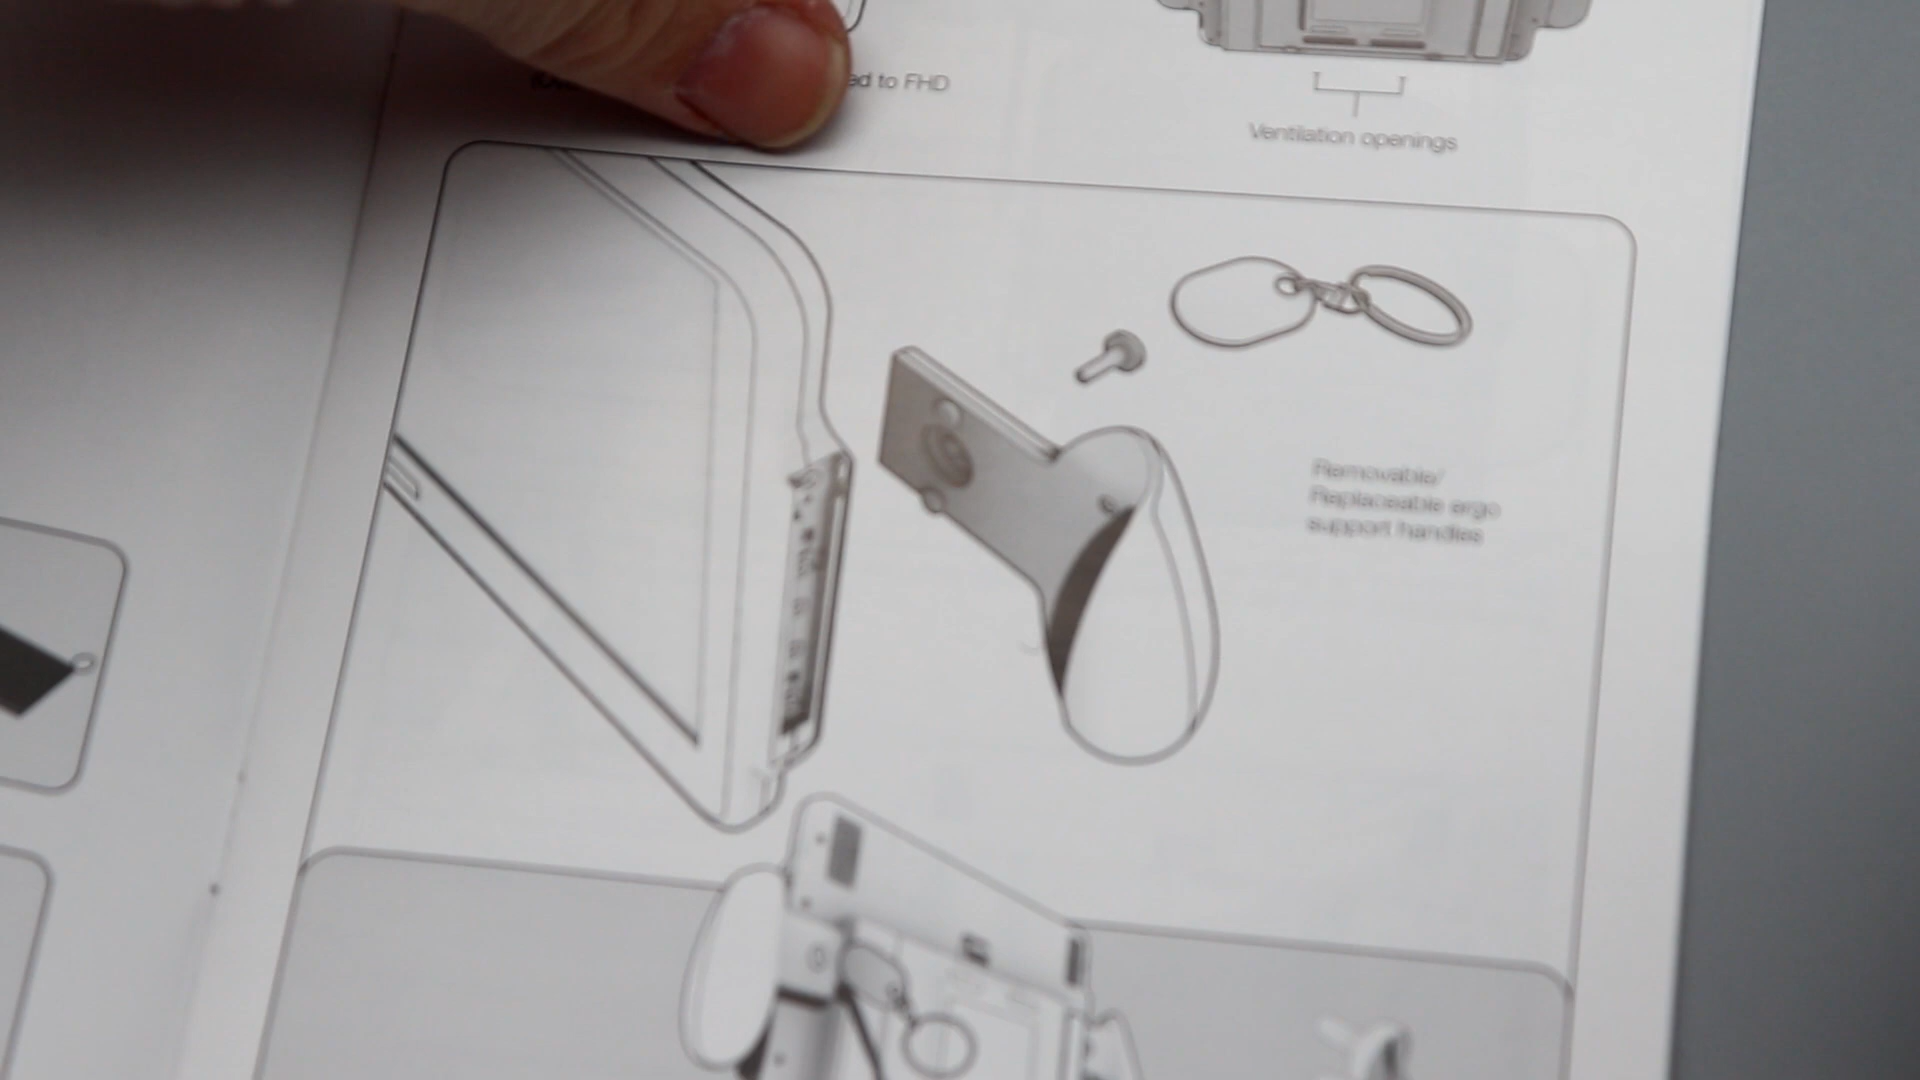 ed to FHD
Ventilation openings
Removable/
Replaceable ergo
support handles